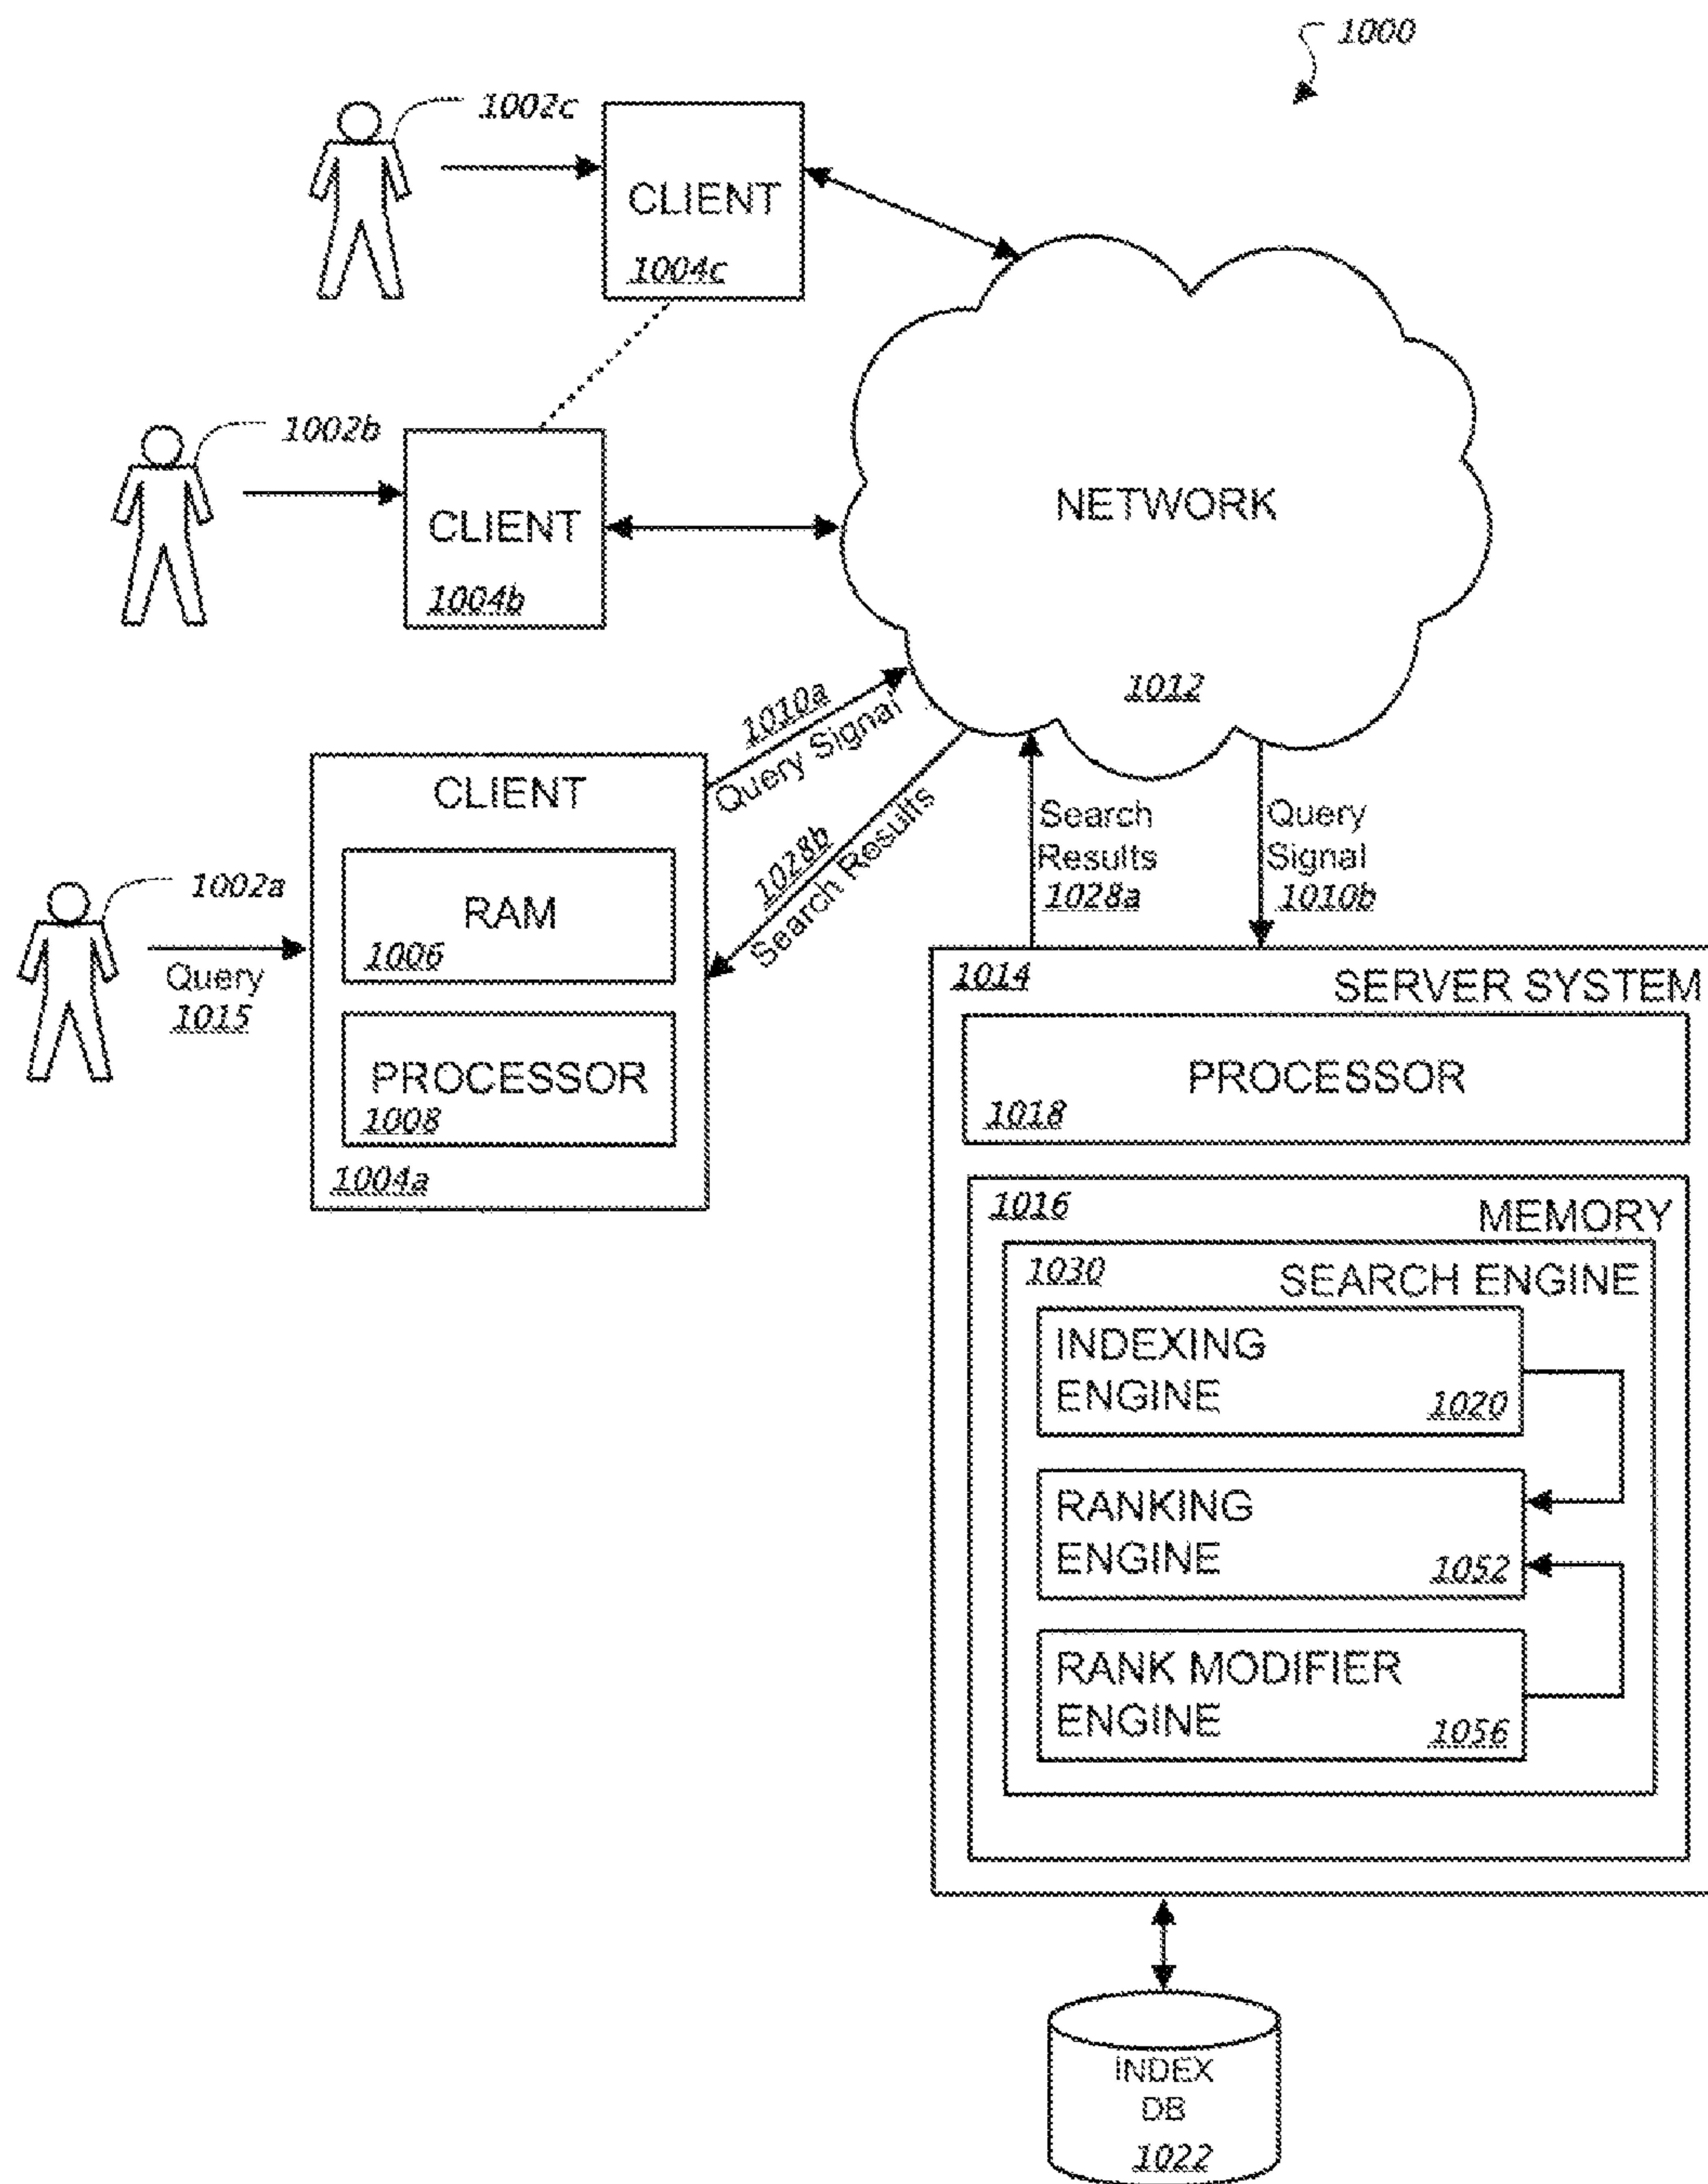 1000
1002c
CLIENT
1004c
1002b
CLIENT
1004b
NETWORK
1012
1010a
Query Signal
1028b
Search Results
Search
Results
1028a
Query
Signal
1010b
CLIENT
RAM
1006
PROCESSOR
1008
1004a
1002a
Query
1015
1014
SERVER SYSTEM
PROCESSOR
1018
1016
MEMORY
1030
SEARCH ENGINE
INDEXING
ENGINE
1020
RANKING
ENGINE
1052
RANK MODIFIER
ENGINE
1056
INDEX
DB
1022